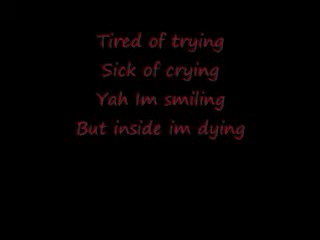 Tired of trying
Sick of crying
Yah Im smiling
But inside im dying